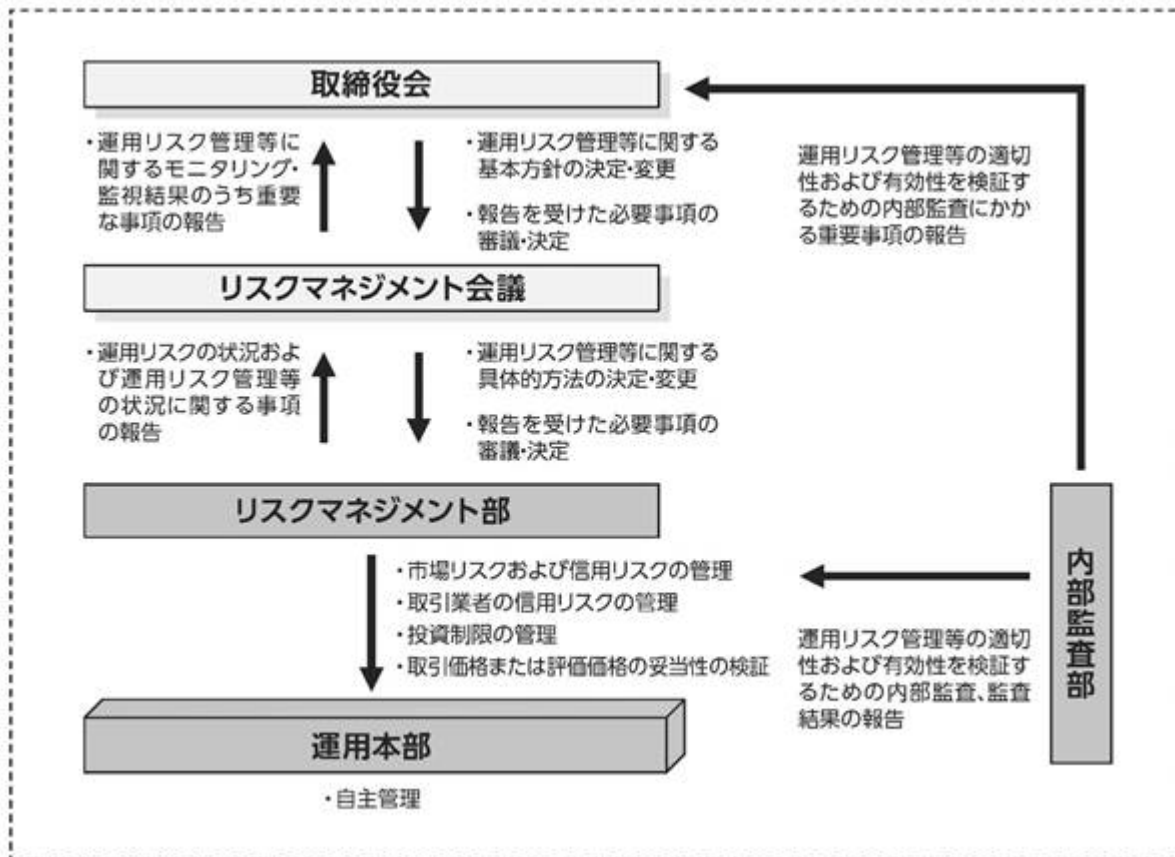 取締役会
・運用リスク管理等に
関するモニタリング・
監視結果のうち重要
な事項の報告
・運用リスク管理等に関する
基本方針の決定・変更
・報告を受けた必要事項の
審議・決定
運用リスク管理等の適切
性および有効性を検証す
るための内部監査にかか
る重要事項の報告
リスクマネジメント会議
・運用リスクの状況およ
び運用リスク管理等
の状況に関する事項
の報告
・運用リスク管理等に関する
具体的方法の決定・変更
・報告を受けた必要事項の
審議・決定
リスクマネジメント部
・市場リスクおよび信用リスクの管理
・取引業者の信用リスクの管理
・投資制限の管理
・取引価格または評価価格の妥当性の検証
運用リスク管理等の適切
性および有効性を検証す
るための内部監査、監査
結果の報告
内部監査部
運用本部
・自主管理